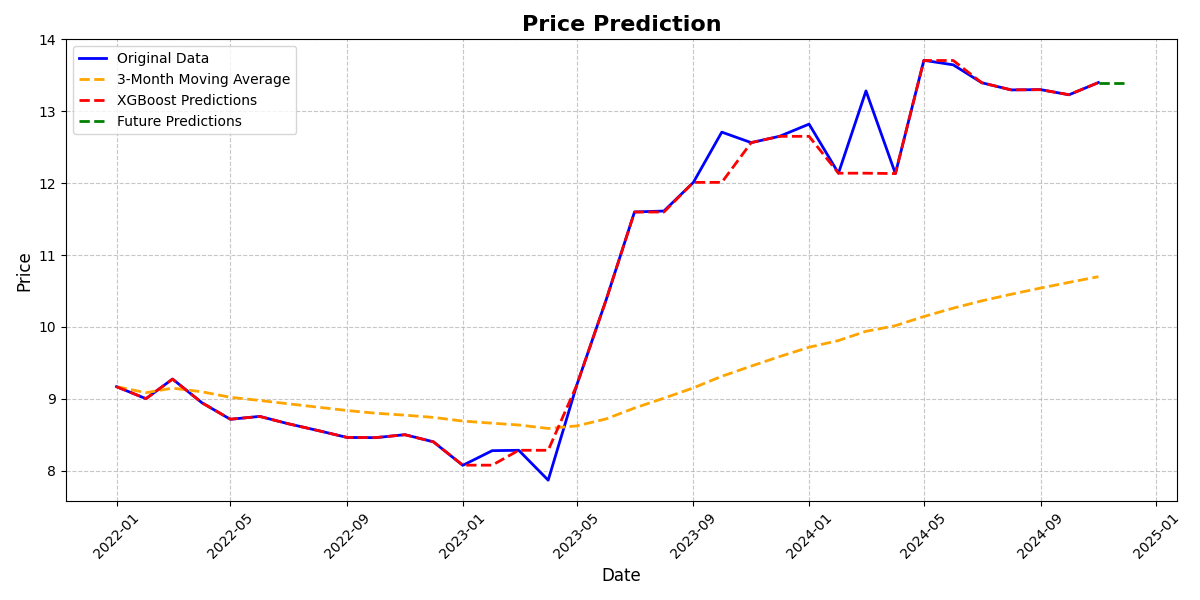 Price Prediction
Original Data
3-Month Moving Average
XGBoost Predictions
Future Predictions
Price
14
13
12
11
10
9
8
2022-01
2022-05
2022-09
2023-01
2023-05
2023-09
2024-01
2024-05
2024-09
2025-01
Date